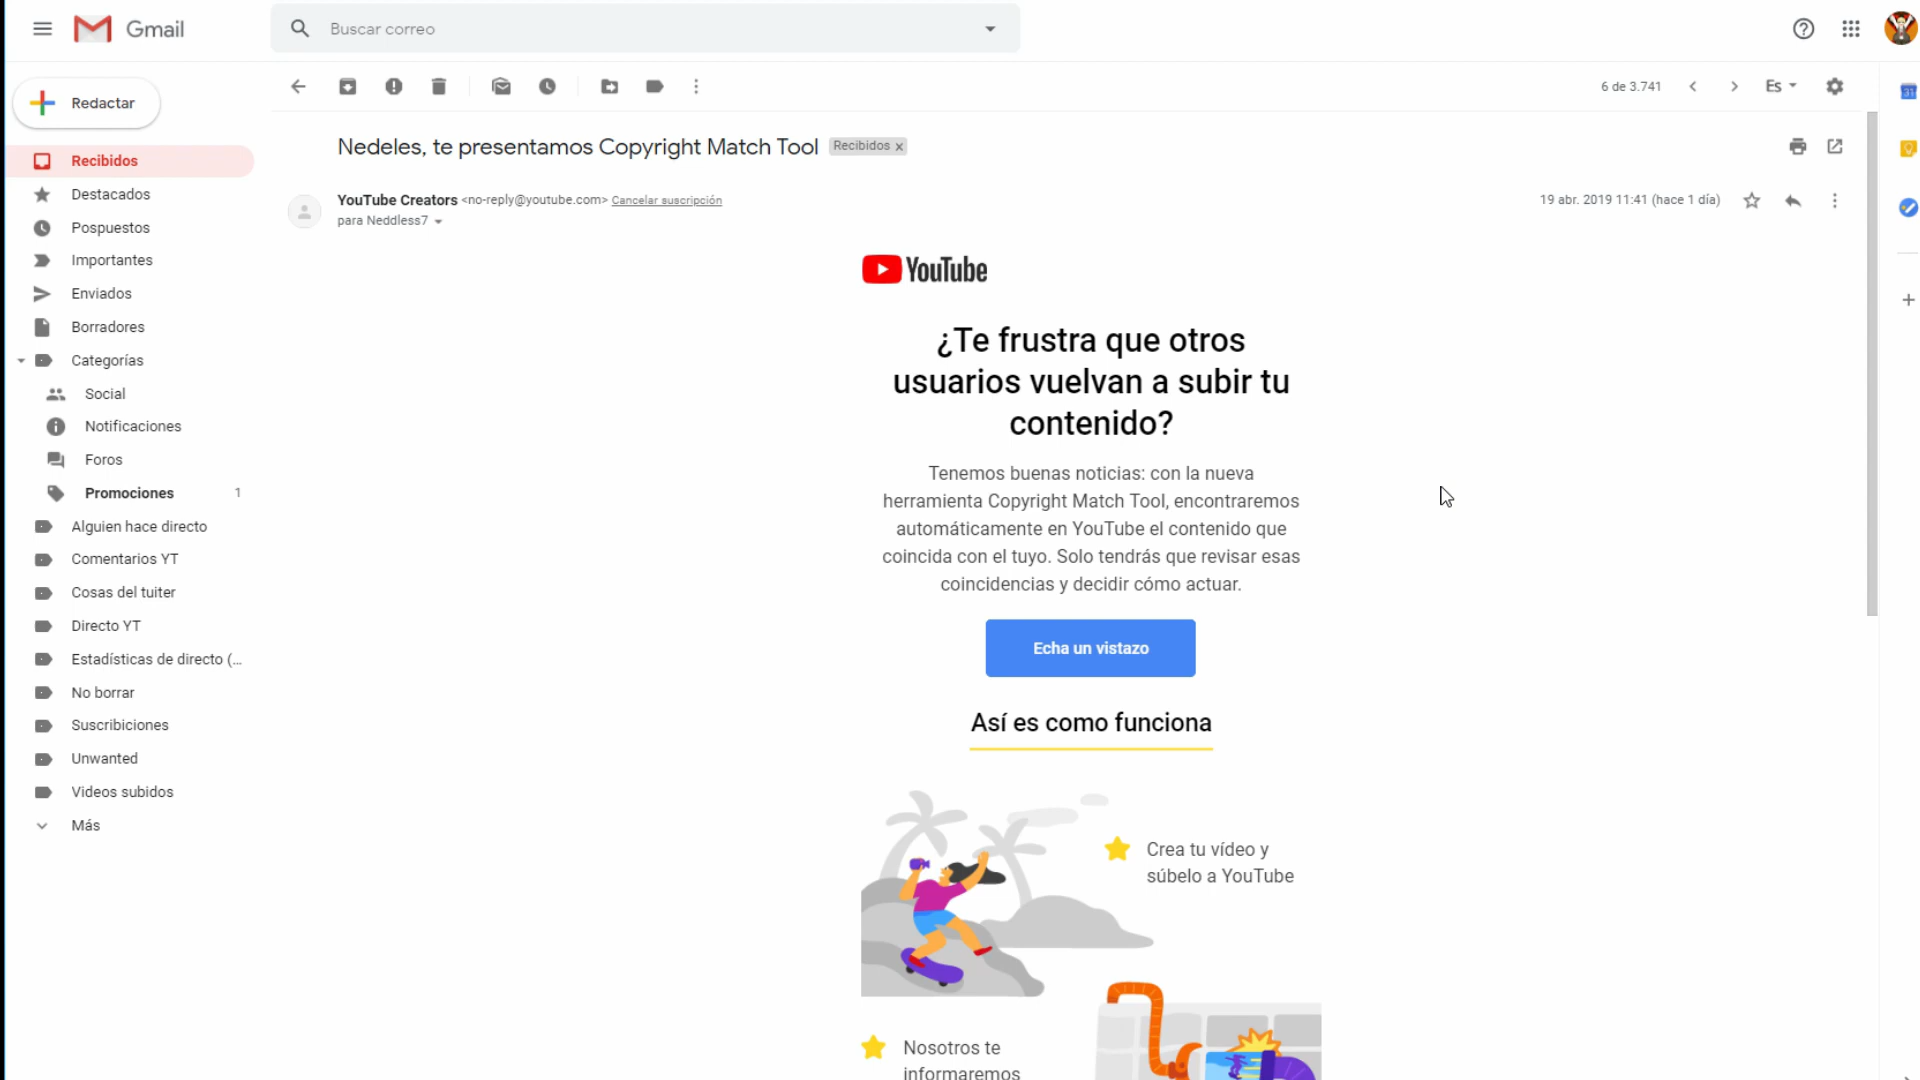 Gmail
Buscar correo
6 de 3.741
Es
Redactar
Nedeles, te presentamos Copyright Match Tool
Recibidos x
YouTube Creators <no-reply@youtube.com> Cancelar suscripción
19 abr. 2019 11:41 (hace 1 día)
para Neddless7
Recibidos
Destacados
Pospuestos
Importantes
Enviados
Borradores
Categorías
Social
Notificaciones
Foros
Promociones 1
Alguien hace directo
Comentarios YT
Cosas del tuiter
Directo YT
Estadísticas de directo (...
No borrar
Suscribiciones
Unwanted
Videos subidos
Más
YouTube
¿Te frustra que otros
usuarios vuelvan a subir tu
contenido?
Tenemos buenas noticias: con la nueva
herramienta Copyright Match Tool, encontraremos
automáticamente en YouTube el contenido que
coincida con el tuyo. Solo tendrás que revisar esas
coincidencias y decidir cómo actuar.
Echa un vistazo
Así es como funciona
Crea tu vídeo y
súbelo a YouTube
Nosotros te
informaremos
31